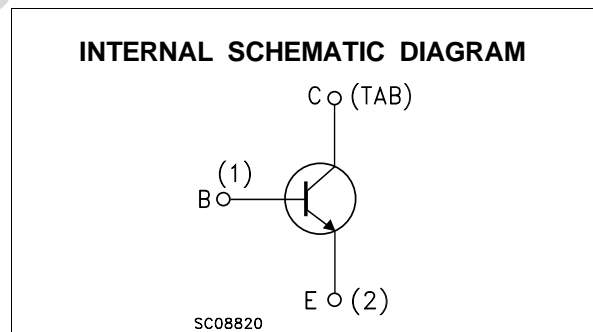 INTERNAL SCHEMATIC DIAGRAM
C (TAB)
(1)
B
E (2)
SC08820